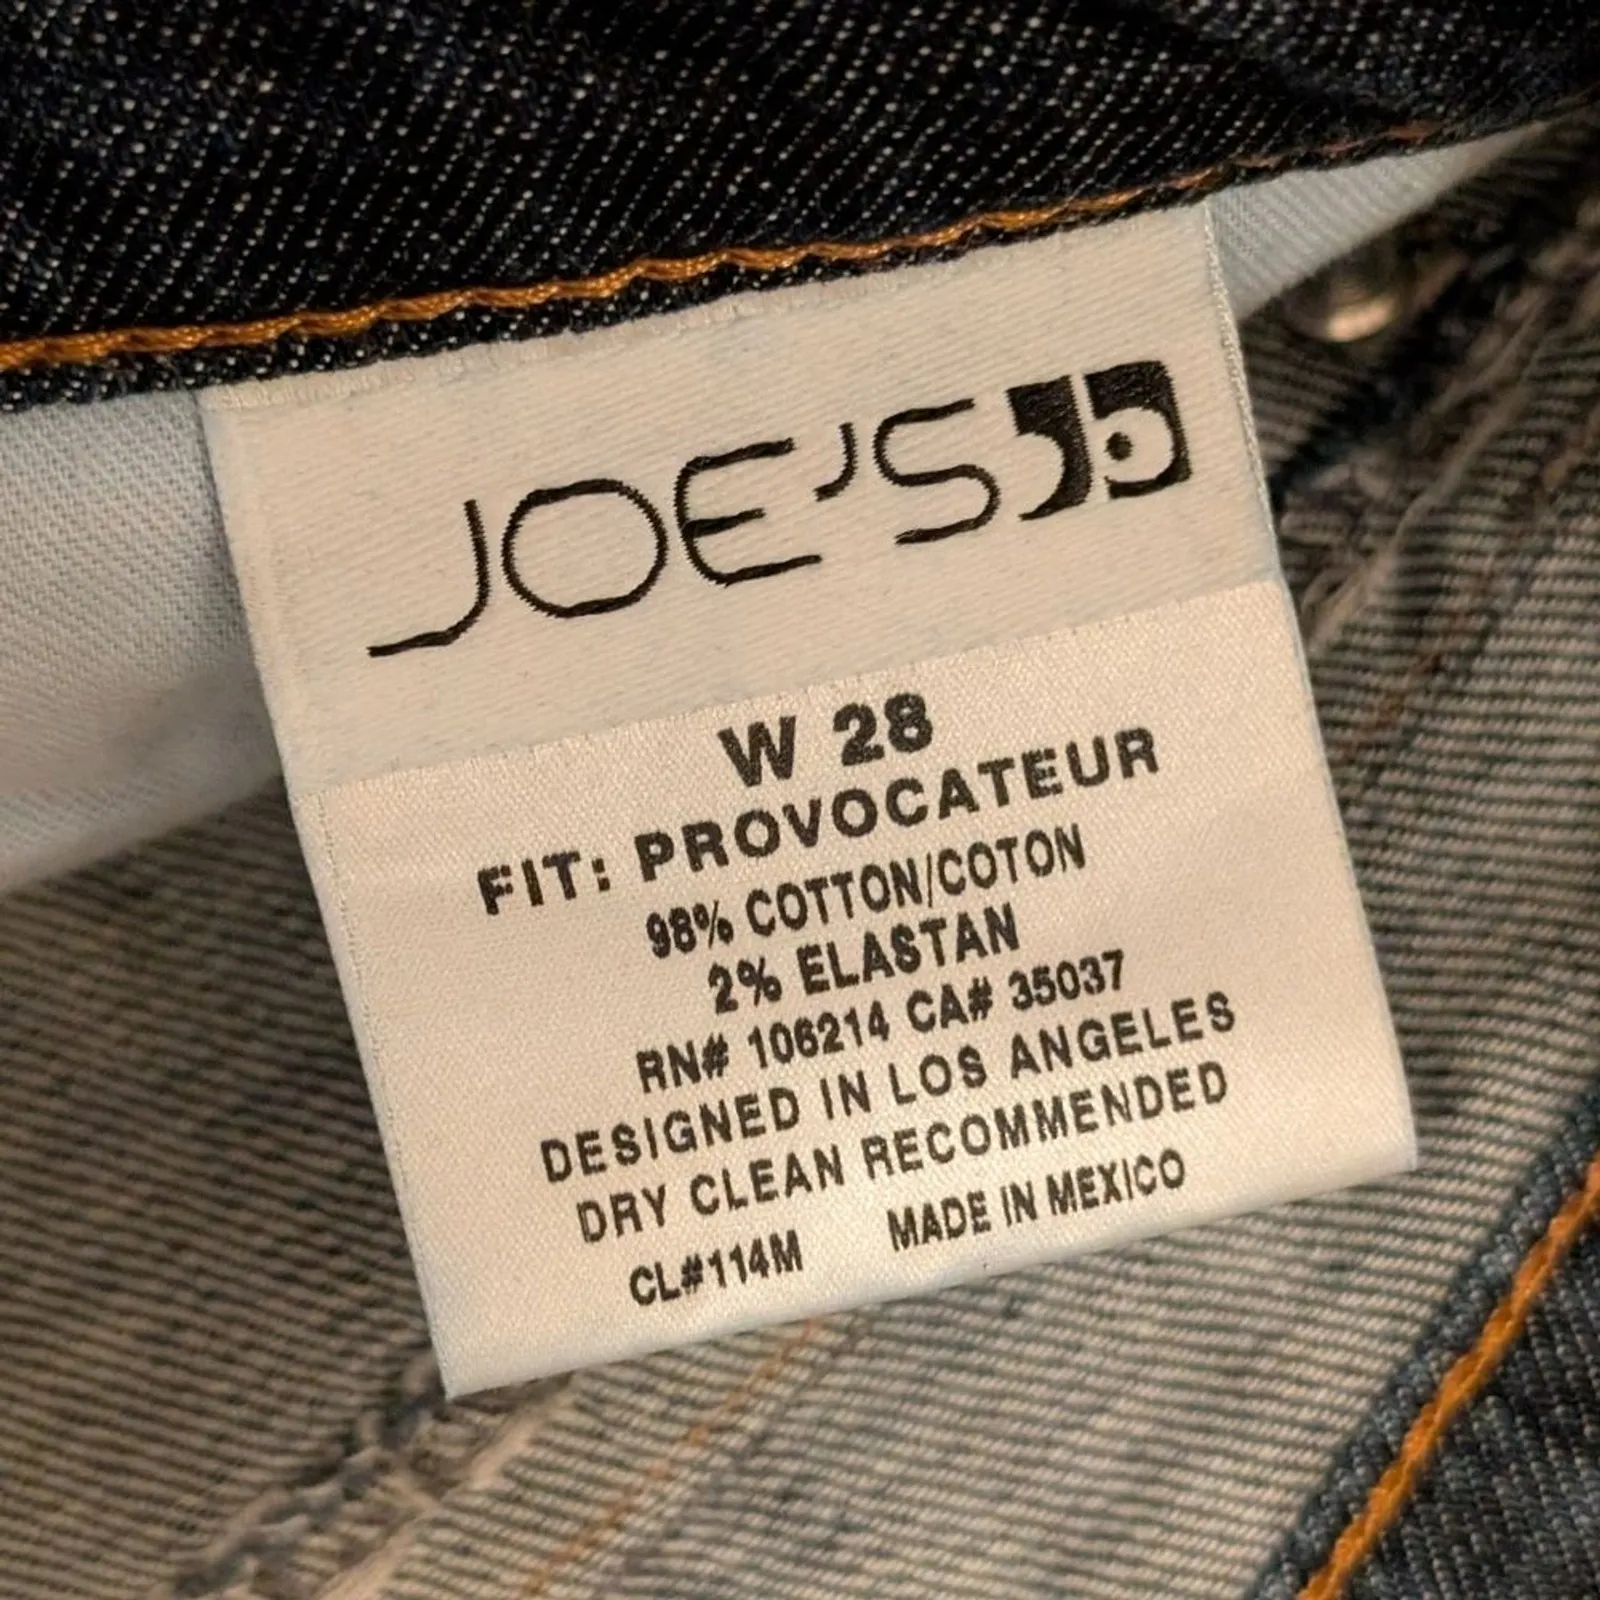 JOE'S
W 28
FIT: PROVOCATEUR
98% COTTON/COTON
2% ELASTAN
RN# 106214 CA# 35037
DESIGNED IN LOS ANGELES
DRY CLEAN RECOMMENDED
CL#114M MADE IN MEXICO